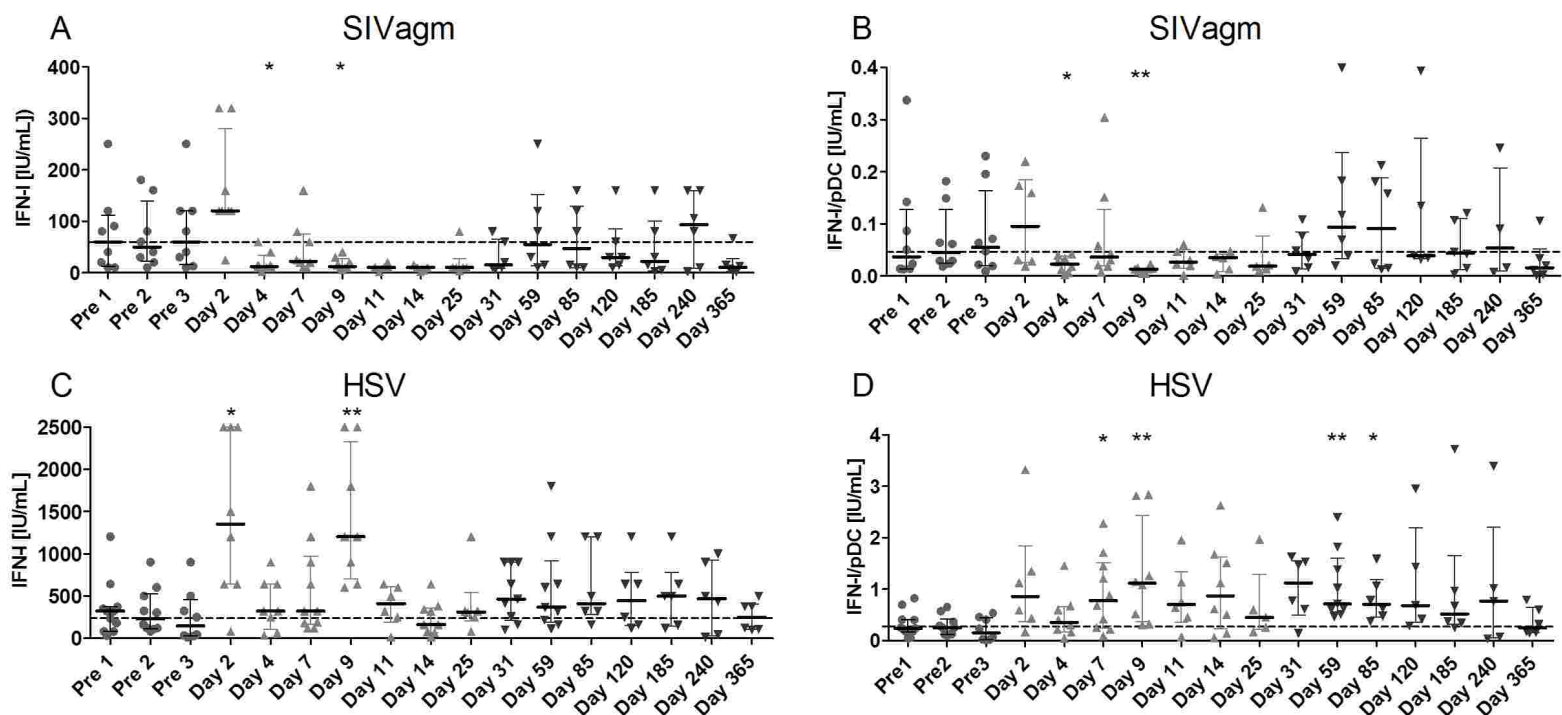 A
SIVagm
IFN-I [IU/mL])
400
300
200
100
0
*
*
Pre 1
Pre 2
Pre 3
Day 2
Day 4
Day 7
Day 9
Day 11
Day 14
Day 25
Day 31
Day 59
Day 85
Day 120
Day 185
Day 240
Day 365
B
SIVagm
IFN-I/pDC [IU/mL]
0.4
0.3
0.2
0.1
0.0
*
**
Pre 1
Pre 2
Pre 3
Day 2
Day 4
Day 7
Day 9
Day 11
Day 14
Day 25
Day 31
Day 59
Day 85
Day 120
Day 185
Day 240
Day 365
C
HSV
IFN-I [IU/mL]
2500
2000
1500
1000
500
0
*
**
Pre 1
Pre 2
Pre 3
Day 2
Day 4
Day 7
Day 9
Day 11
Day 14
Day 25
Day 31
Day 59
Day 85
Day 120
Day 185
Day 240
Day 365
D
HSV
IFN-I/pDC [IU/mL]
4
3
2
1
0
*
**
**
*
Pre1
Pre2
Pre3
Day 2
Day 4
Day 7
Day 9
Day 11
Day 14
Day 25
Day 31
Day 59
Day 85
Day 120
Day 185
Day 240
Day 365